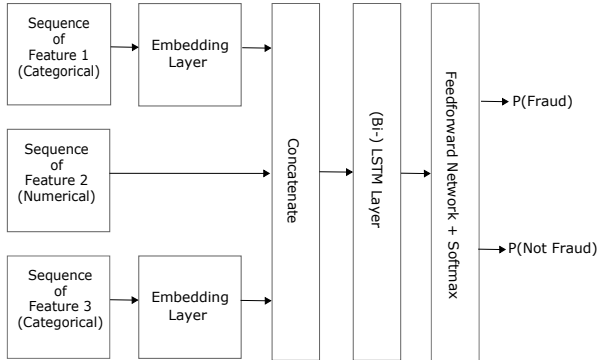 Sequence
of
Feature 1
(Categorical)
Embedding
Layer
Sequence
of
Feature 2
(Numerical)
Sequence
of
Feature 3
(Categorical)
Embedding
Layer
Concatenate
(Bi-) LSTM Layer
Feedforward Network + Softmax
P(Fraud)
P(Not Fraud)